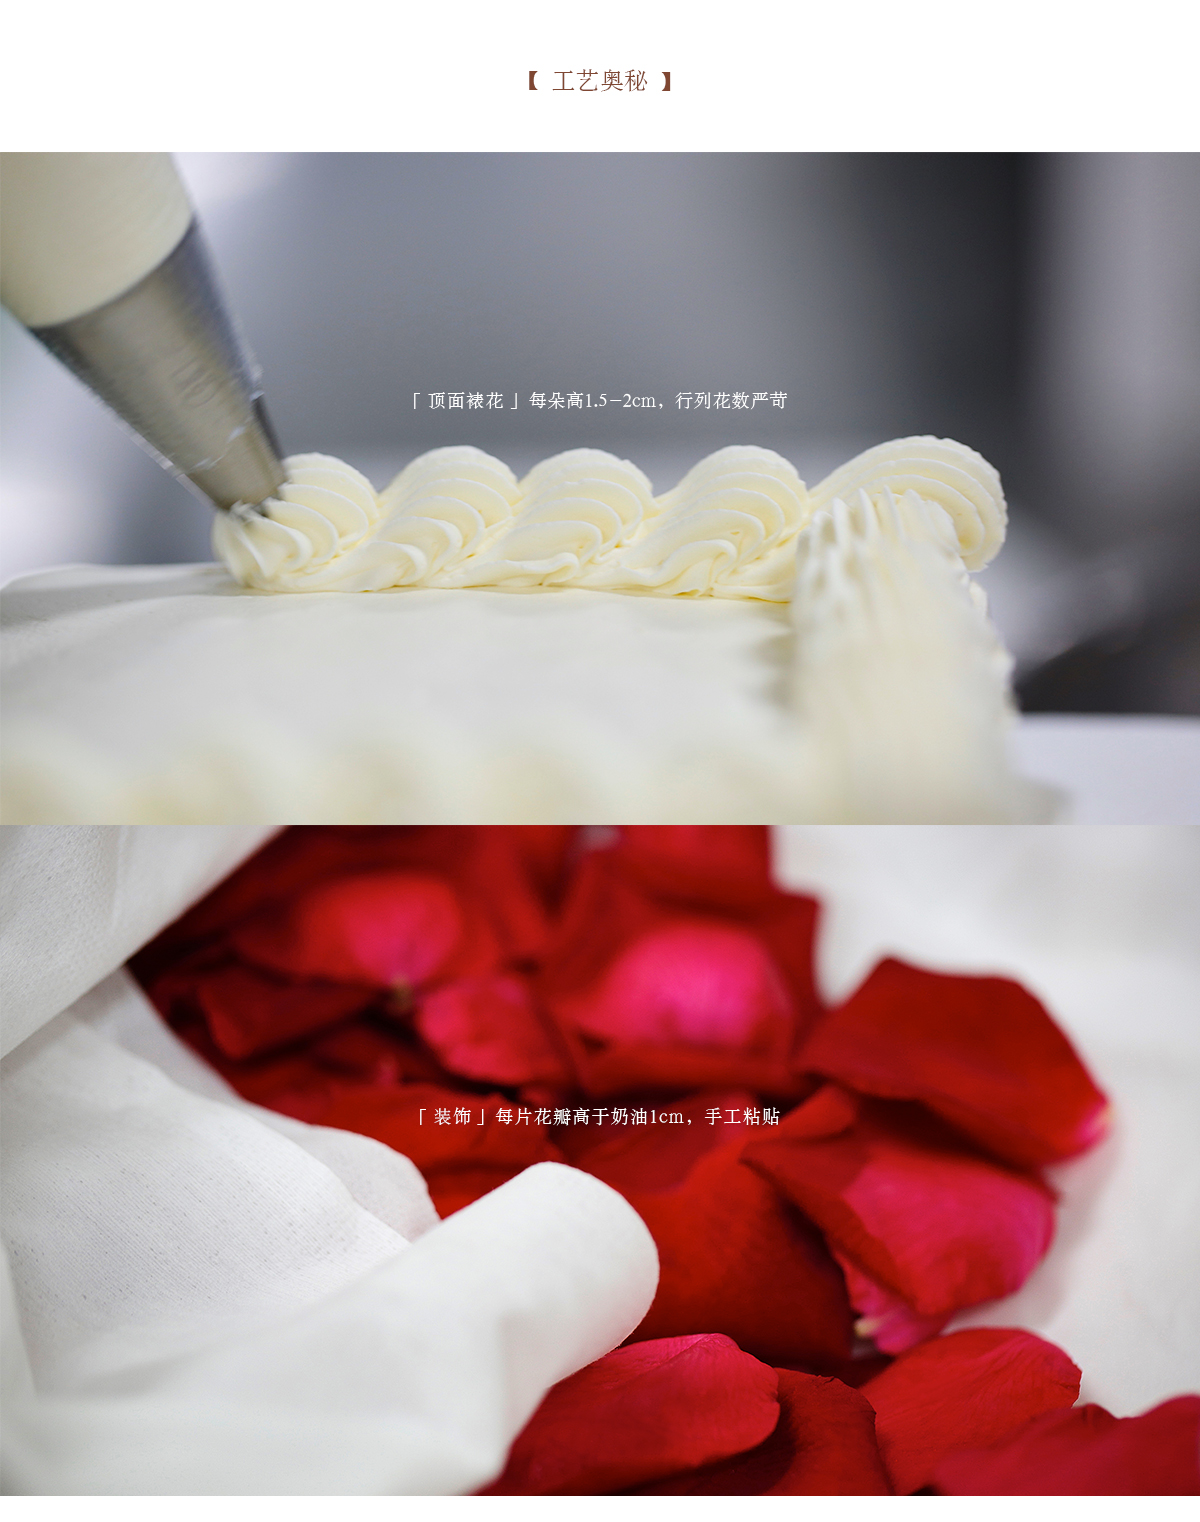 【 工艺奥秘 】
「 顶面裱花 」每朵高1.5-2cm，行列花数严苛
「 装饰 」每片花瓣高于奶油1cm，手工粘贴